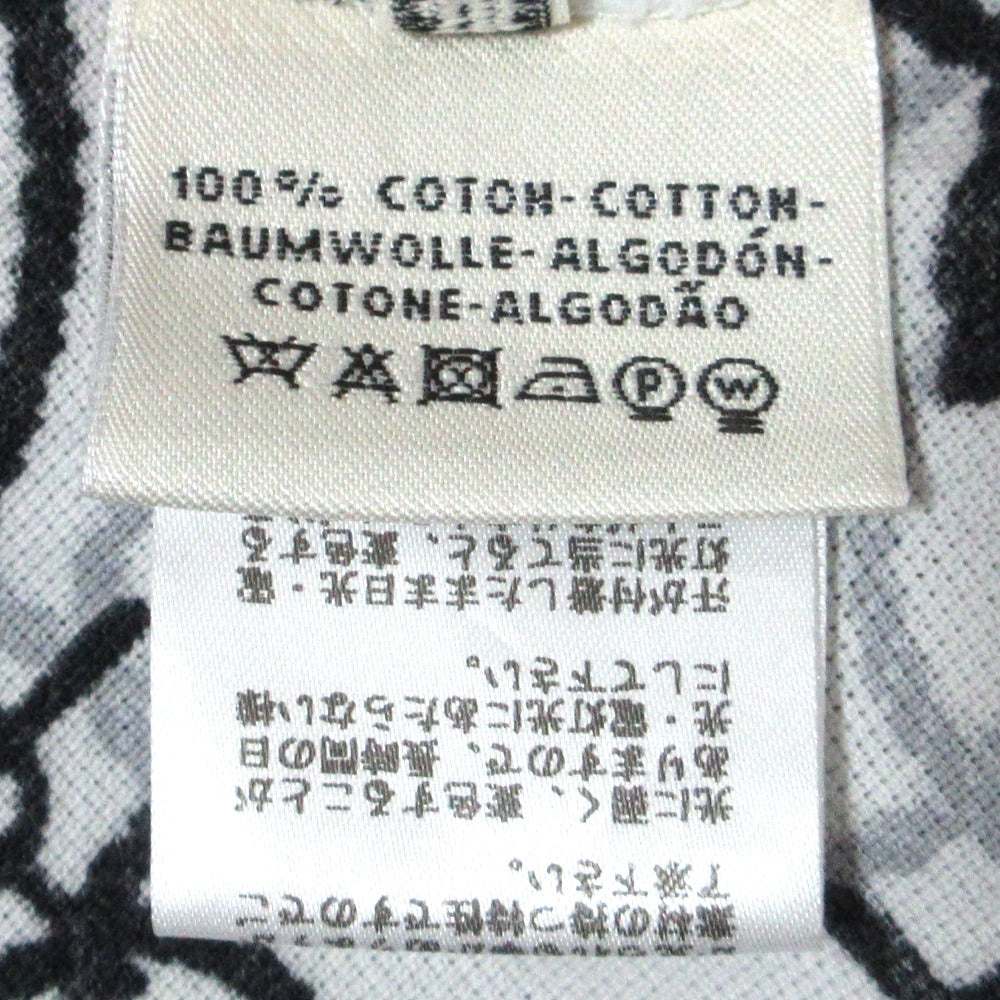 100% COTON-COTTON-
BAUMWOLLE-ALGODÓN-
COTONE-ALGODÃO
P W
素材の持つ特性ですのでご
了承下さい。
光に弱く、変色することが
ありますので、長時間の日
光・電灯光にあたらない様
にして下さい。
汗が付着したまま日光・電
灯光に当てると、変色する